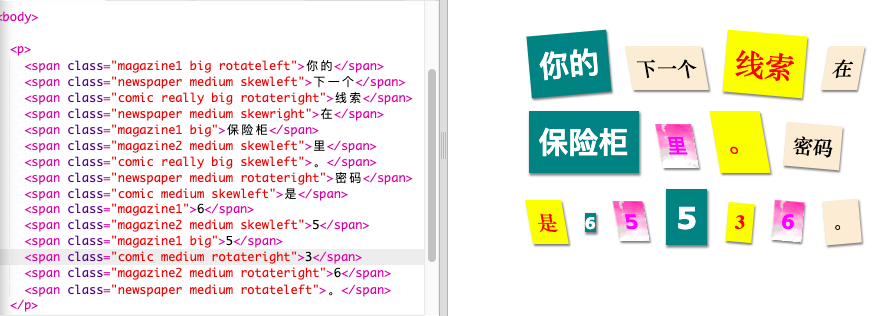 <body>
<p>
<span class="magazine1 big rotateleft">你的</span>
<span class="newspaper medium skewleft">下一个</span>
<span class="comic really big rotateright">线索</span>
<span class="newspaper medium skewright">在</span>
<span class="magazine1 big">保险柜</span>
<span class="magazine2 medium skewleft">里</span>
<span class="comic really big skewleft">。</span>
<span class="newspaper medium rotateright">密码</span>
<span class="comic medium skewleft">是</span>
<span class="magazine1">6</span>
<span class="magazine2 medium skewleft">5</span>
<span class="magazine1 big">5</span>
<span class="comic medium rotateright">3</span>
<span class="magazine2 medium rotateright">6</span>
<span class="newspaper medium rotateleft">。</span>
</p>
你的 下一个 线索 在
保险柜 里 。 密码
是 6 5 5 3 6 。